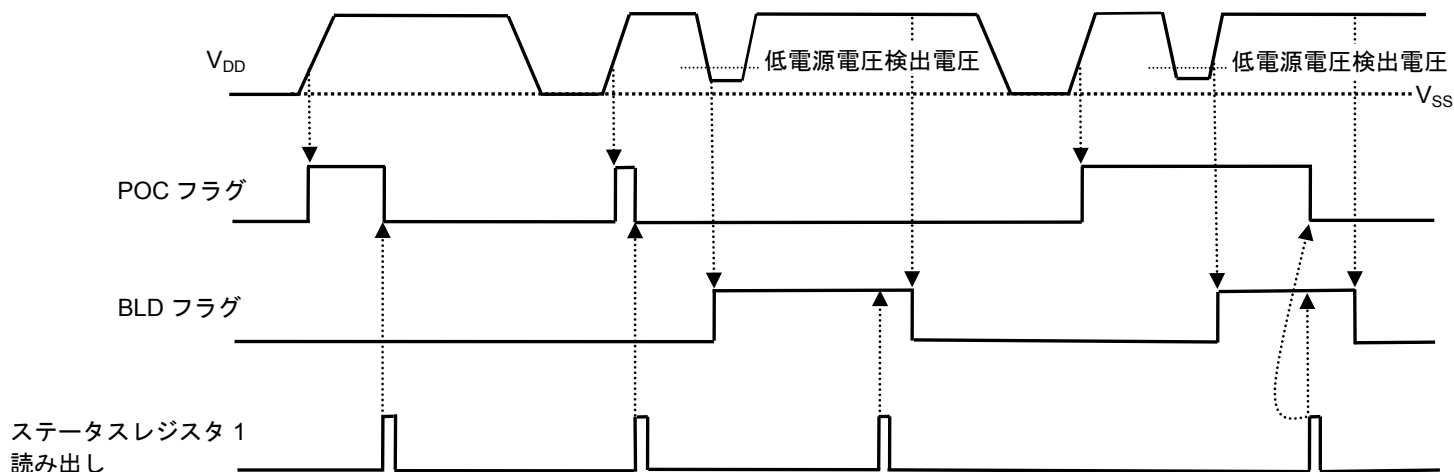 V_DD
低電源電圧検出電圧
低電源電圧検出電圧
V_SS
POC フラグ
BLD フラグ
ステータスレジスタ 1
読み出し